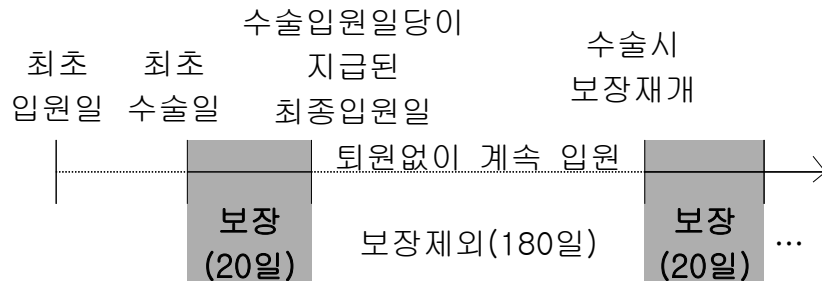 최초
입원일
최초
수술일
수술입원일당이
지급된
최종입원일
수술시
보장재개
퇴원없이 계속 입원
보장
(20일)
보장제외(180일)
보장
(20일)
…